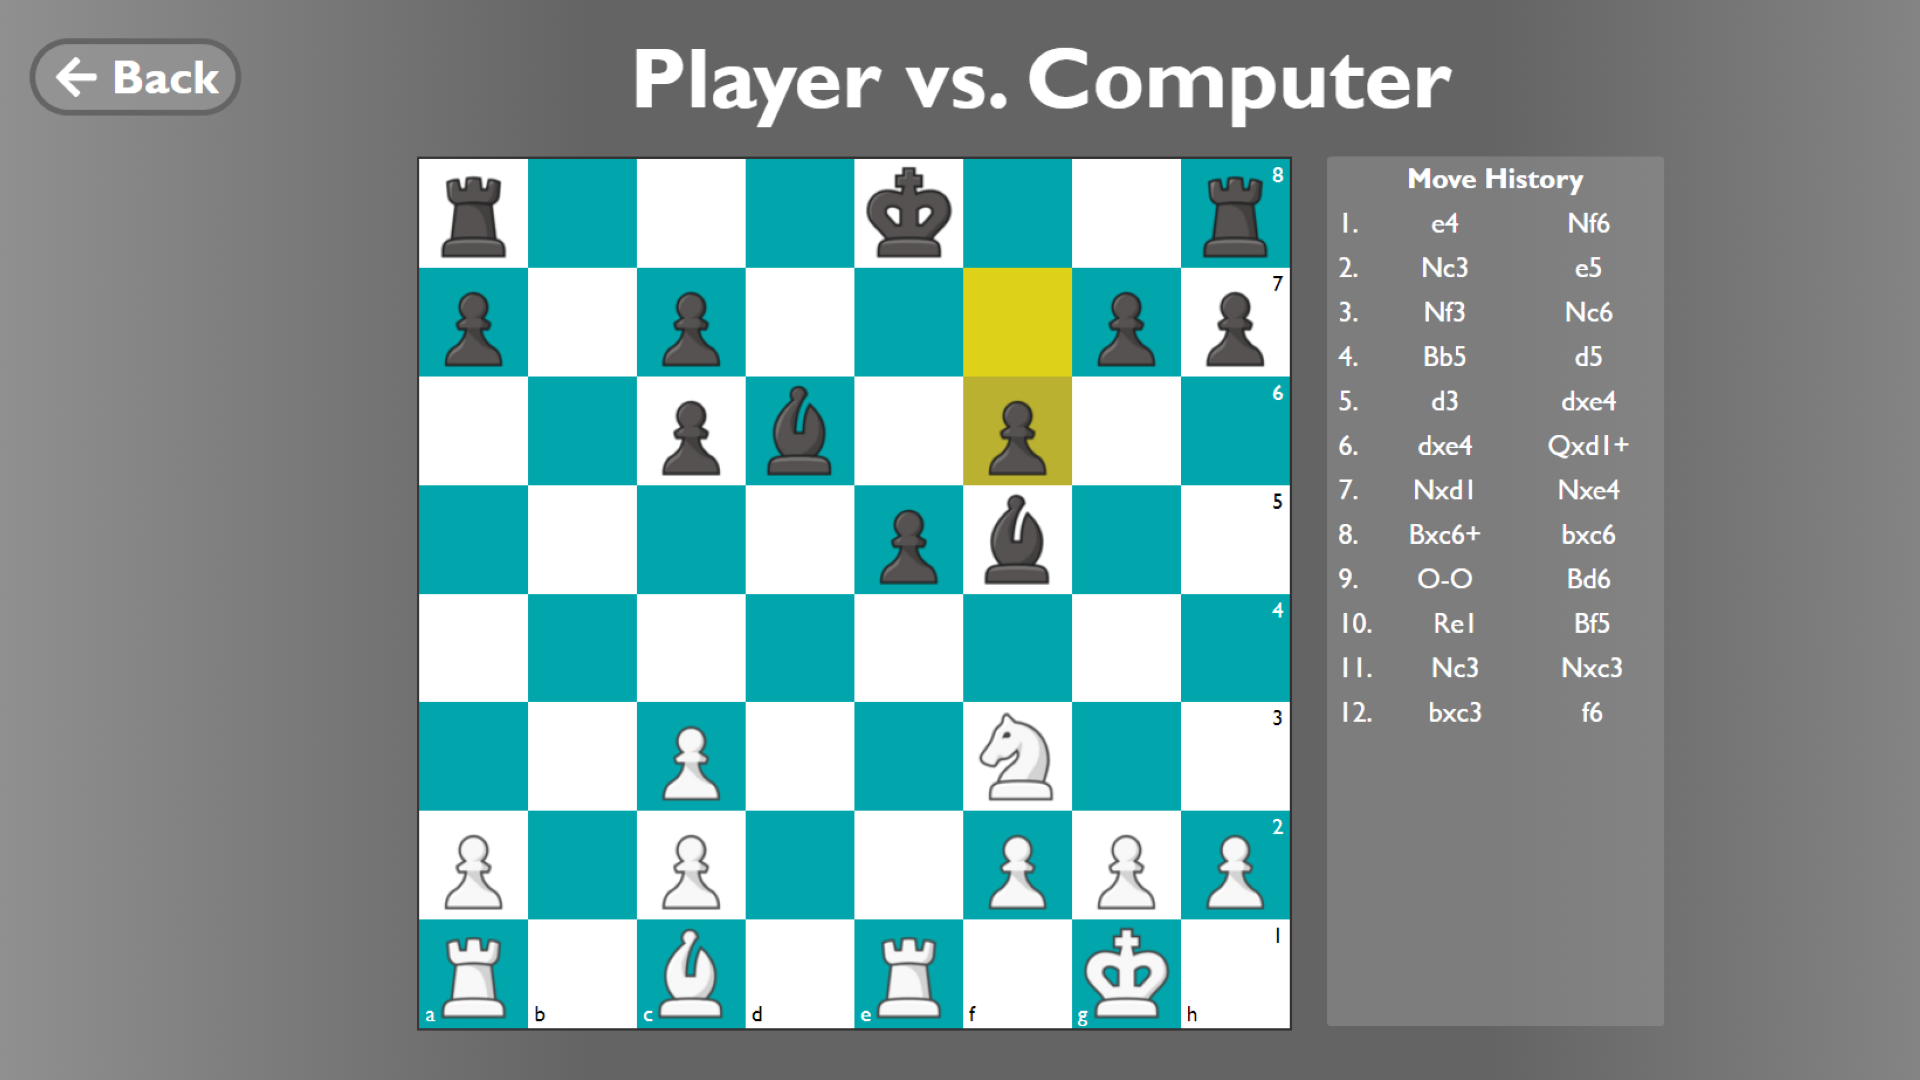 Back
Player vs. Computer
8
7
6
5
4
3
2
1
a b c d e f g h
Move History
1. e4 Nf6
2. Nc3 e5
3. Nf3 Nc6
4. Bb5 d5
5. d3 dxe4
6. dxe4 Qxd1+
7. Nxd1 Nxe4
8. Bxc6+ bxc6
9. O-O Bd6
10. Re1 Bf5
11. Nc3 Nxc3
12. bxc3 f6